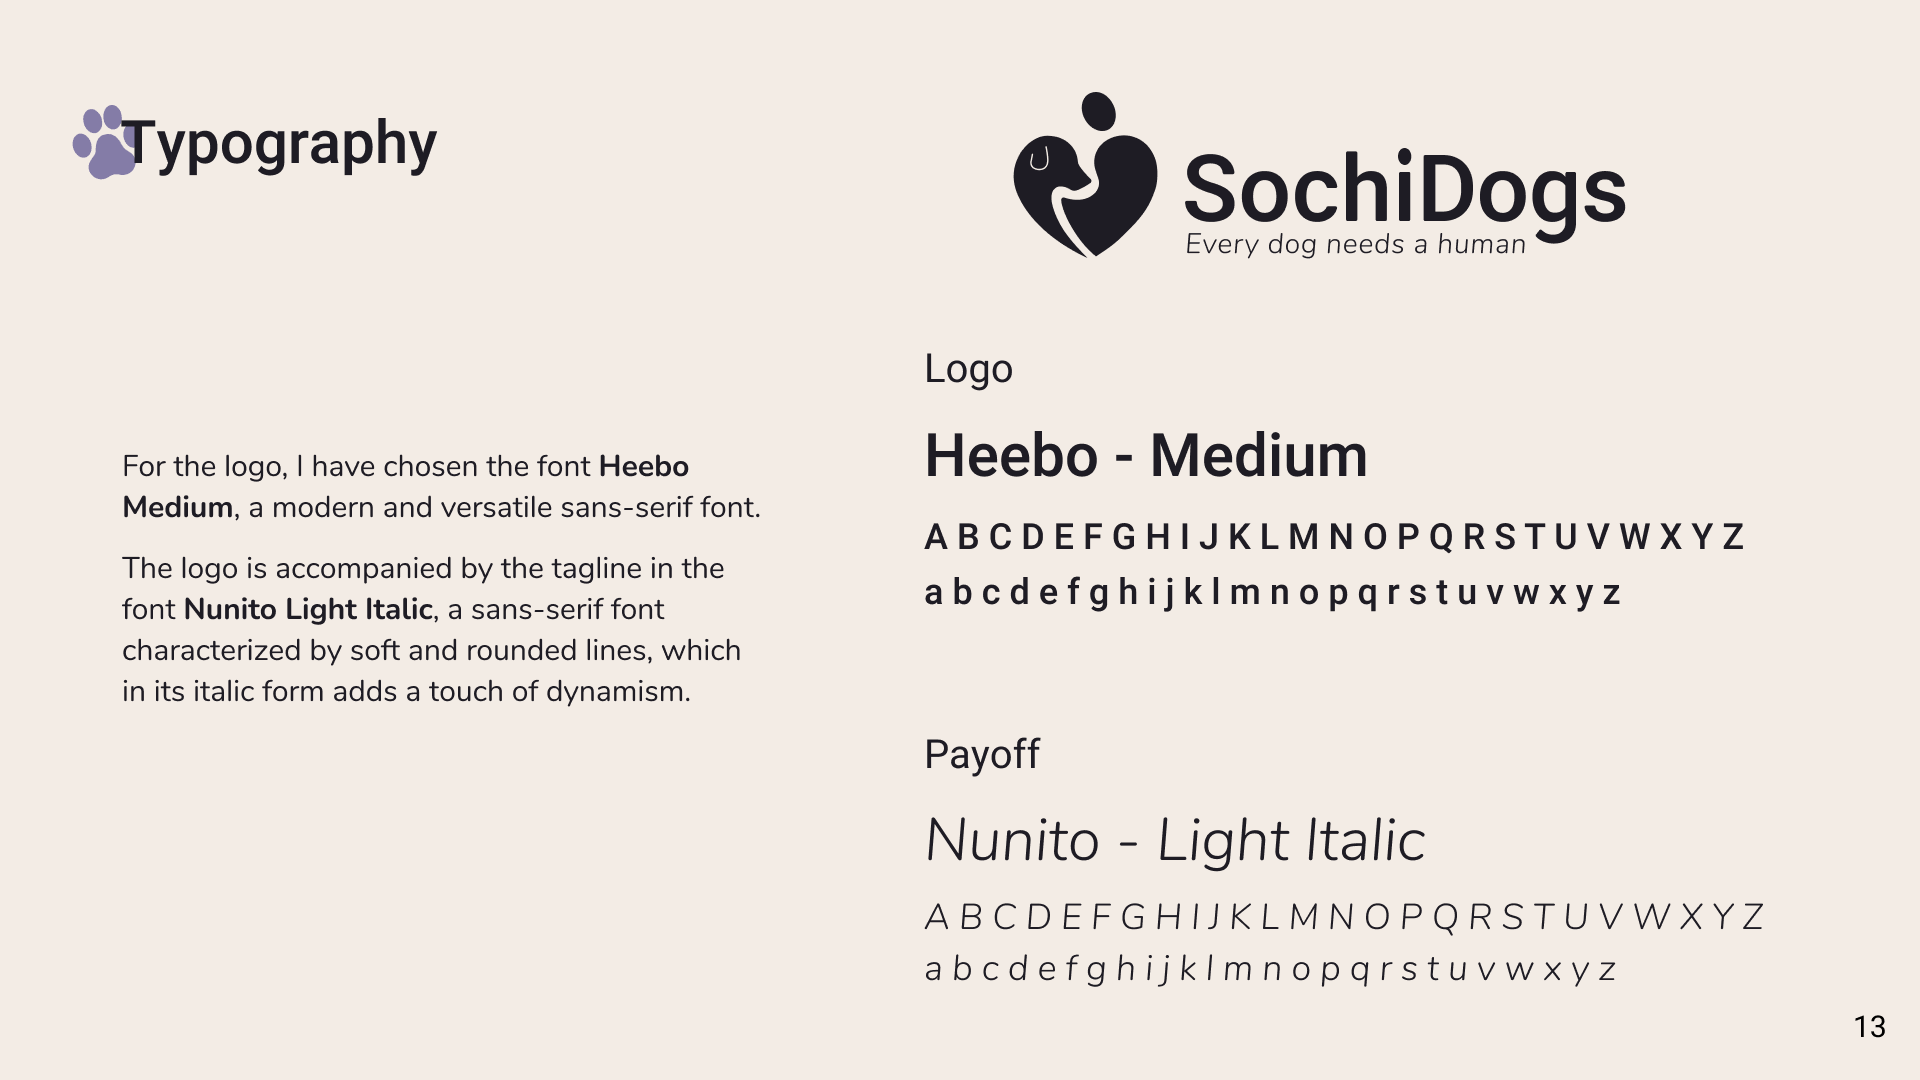 Typography
For the logo, I have chosen the font Heebo
Medium, a modern and versatile sans-serif font.
The logo is accompanied by the tagline in the
font Nunito Light Italic, a sans-serif font
characterized by soft and rounded lines, which
in its italic form adds a touch of dynamism.
SochiDogs
Every dog needs a human
Logo
Heebo - Medium
A B C D E F G H I J K L M N O P Q R S T U V W X Y Z
a b c d e f g h i j k l m n o p q r s t u v w x y z
Payoff
Nunito - Light Italic
A B C D E F G H I J K L M N O P Q R S T U V W X Y Z
a b c d e f g h i j k l m n o p q r s t u v w x y z
13